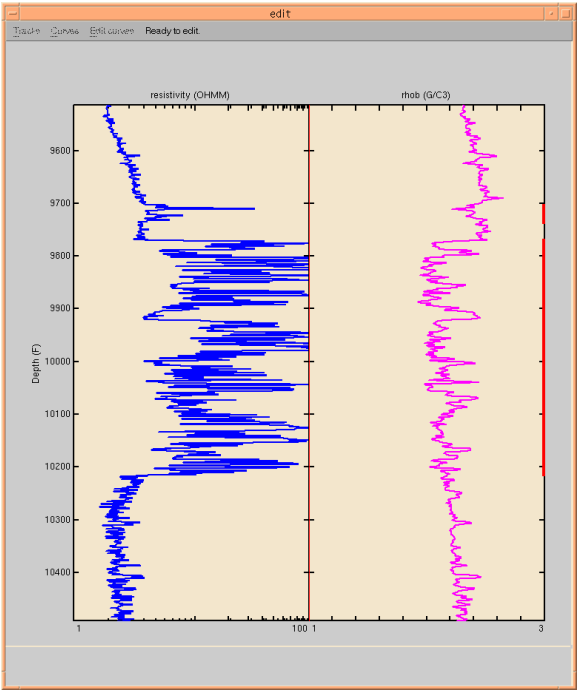 edit
Tracks Curves Edit curves Ready to edit.
resistivity (OHMM) rhob (G/C3)
9600
9700
9800
9900
10000
Depth (F)
10100
10200
10300
10400
1 100 1 3